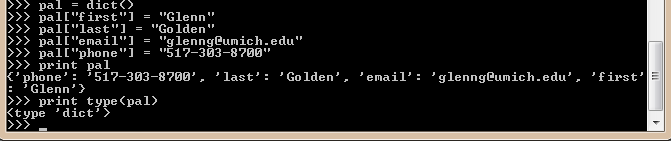 >>> pal = dict()
>>> pal["first"] = "Glenn"
>>> pal["last"] = "Golden"
>>> pal["email"] = "glenng@umich.edu"
>>> pal["phone"] = "517-303-8700"
>>> print pal
{'phone': '517-303-8700', 'last': 'Golden', 'email': 'glenng@umich.edu', 'first'
: 'Glenn'}
>>> print type(pal)
<type 'dict'>
>>> _